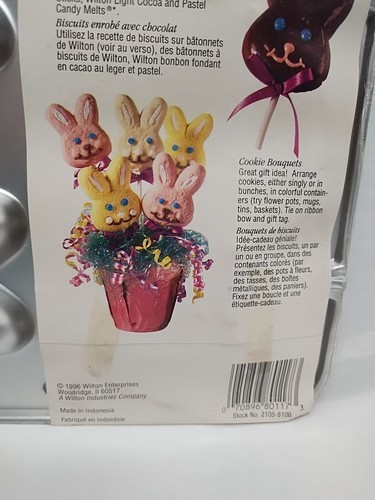 Sticks, Wilton Light Cocoa and Pastel
Candy Melts®*.
Biscuits enrobé avec chocolat
Utilisez la recette de biscuits sur bâtonnets
de Wilton (voir au verso), des bâtonnets à
biscuits de Wilton, Wilton bonbon fondant
en cacao au leger et pastel.
Cookie Bouquets
Great gift idea! Arrange
cookies, either singly or in
bunches, in colorful contain-
ers (try flower pots, mugs,
tins, baskets). Tie on ribbon
bow and gift tag.
Bouquets de biscuits
Idée-cadeau géniale!
Présentez les biscuits, un par
un ou en groupe, dans des
contenants colorés (par
exemple, des pots à fleurs,
des tasses, des boîtes
métalliques, des paniers).
Fixez une boucle et une
étiquette-cadeau.
© 1996 Wilton Enterprises
Woodridge, Il 60517
A Wilton Industries Company
Made in Indonesia
Fabriqué en Indonésie
0 70896 80117 3
Stock No. 2105-8106